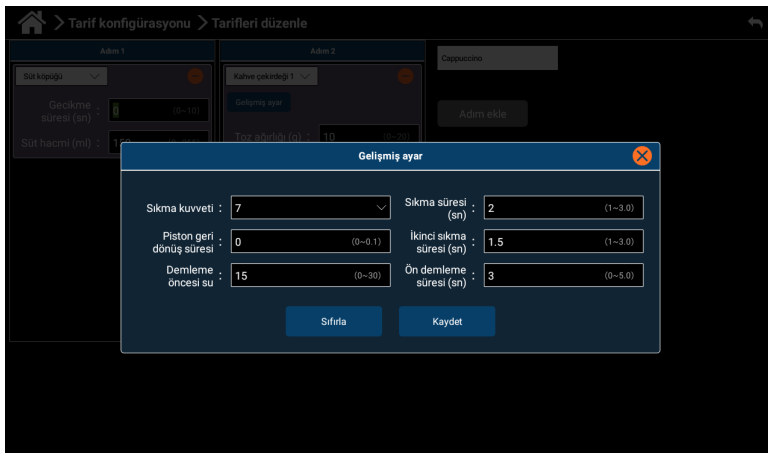 Tarif konfigürasyonu > Tarifleri düzenle
Adım 1
Adım 2
Süt köpüğü
Kahve çekirdeği 1
Cappuccino
Gelişmiş ayar
Gecikme süresi (sn) : 0 (0~10)
Adım ekle
Süt hacmi (ml) :
Toz ağırlığı (g) : 10 (0~20)
Gelişmiş ayar
Sıkma kuvveti : 7
Sıkma süresi (sn) : 2 (1~3.0)
Piston geri dönüş süresi : 0 (0~0.1)
İkinci sıkma süresi (sn) : 1.5 (1~3.0)
Demleme öncesi su : 15 (0~30)
Ön demleme süresi (sn) : 3 (0~5.0)
Sıfırla
Kaydet